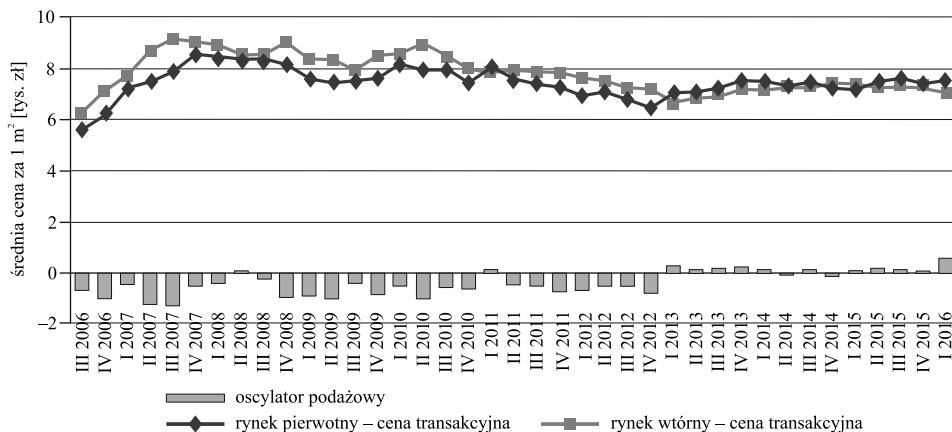 średnia cena za 1 m² [tys. zł]
10
8
6
4
2
0
–2
III 2006
IV 2006
I 2007
II 2007
III 2007
IV 2007
I 2008
II 2008
III 2008
IV 2008
I 2009
II 2009
III 2009
IV 2009
I 2010
II 2010
III 2010
IV 2010
I 2011
II 2011
III 2011
IV 2011
I 2012
II 2012
III 2012
IV 2012
I 2013
II 2013
III 2013
IV 2013
I 2014
II 2014
III 2014
IV 2014
I 2015
II 2015
III 2015
IV 2015
I 2016
oscylator podażowy
rynek pierwotny – cena transakcyjna
rynek wtórny – cena transakcyjna